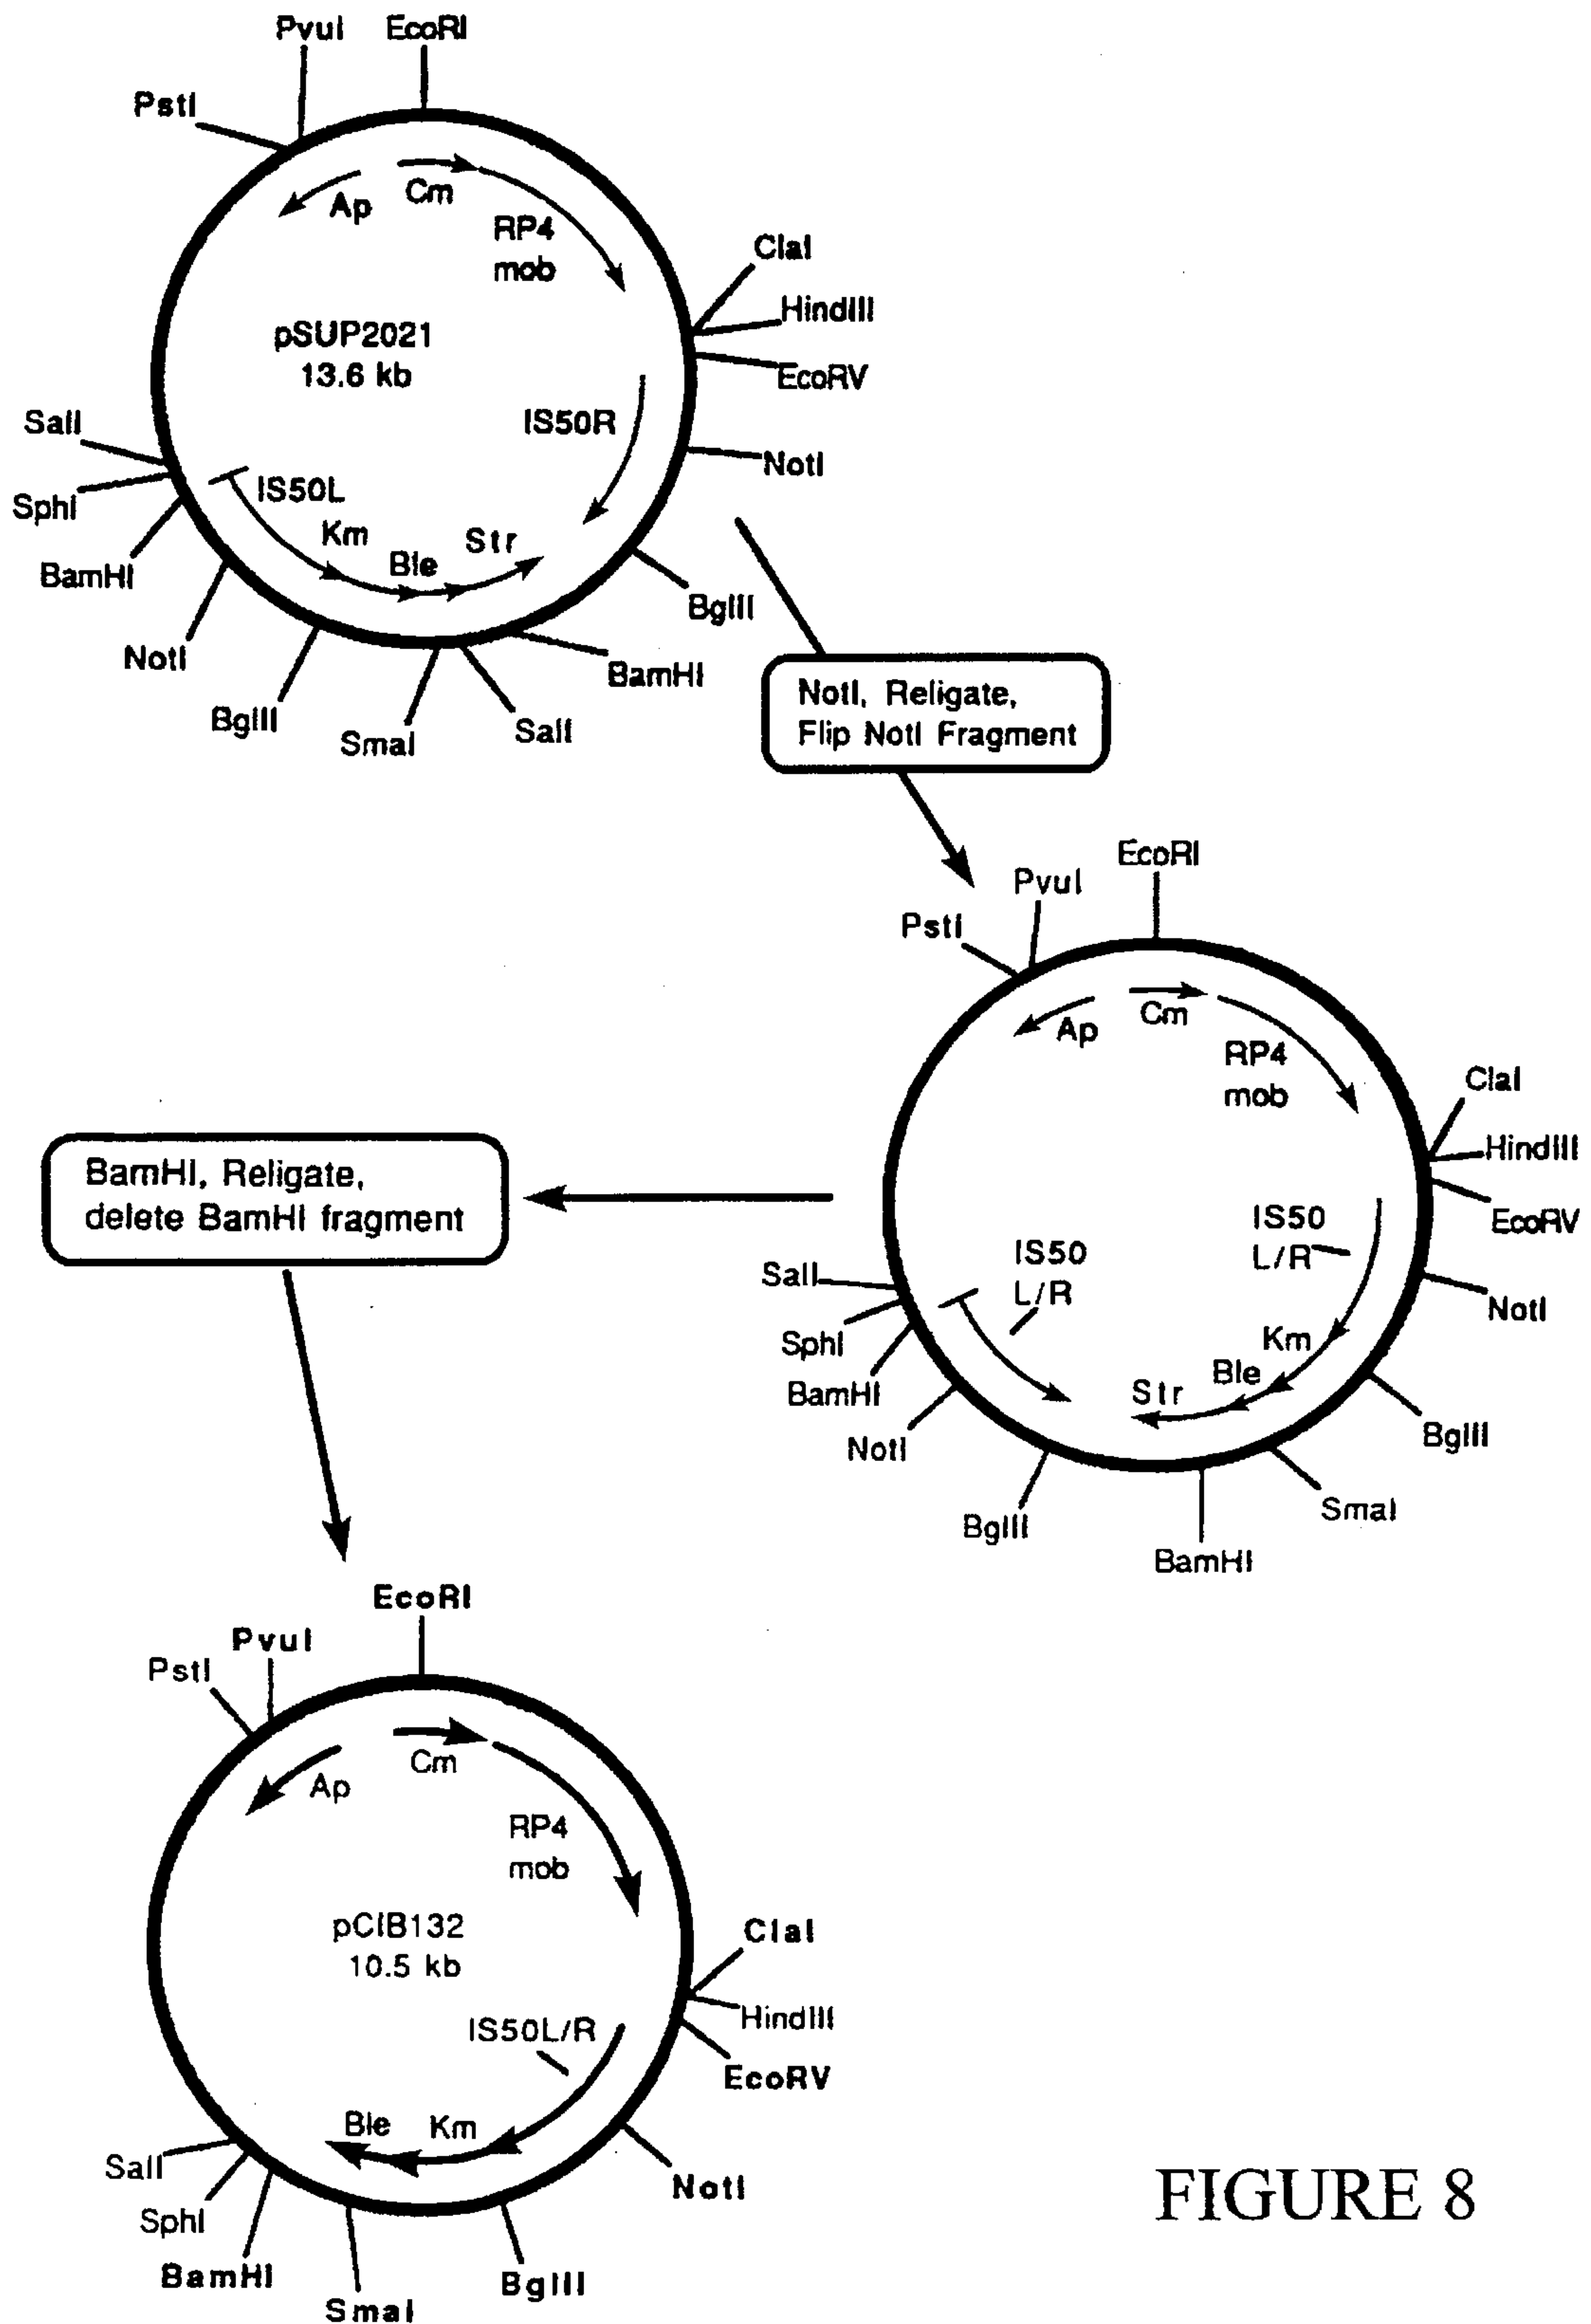 PvuI
EcoRI
PstI
Ap
Cm
RP4
mob
ClaI
HindIII
EcoRV
pSUP2021
13.6 kb
IS50R
NotI
SalI
SphI
BamHI
IS50L
Km
Ble
Str
NotI
BglII
SmaI
SalI
BamHI
BglII
NotI, Religate,
Flip NotI Fragment
EcoRI
PvuI
PstI
Ap
Cm
RP4
mob
ClaI
HindIII
EcoRV
IS50
L/R
IS50
L/R
NotI
SalI
SphI
BamHI
NotI
Km
Ble
Str
BglII
BglII
SmaI
BamHI
BamHI, Religate,
delete BamHI fragment
EcoRI
PvuI
PstI
Ap
Cm
RP4
mob
pCIB132
10.5 kb
ClaI
HindIII
EcoRV
IS50L/R
Ble
Km
NotI
SalI
SphI
BamHI
SmaI
BglII
FIGURE 8